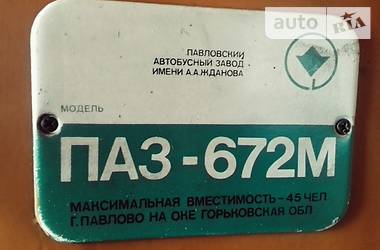 auto RIA
ПАВЛОВСКИЙ
АВТОБУСНЫЙ ЗАВОД
ИМЕНИ А.А.ЖДАНОВА
МОДЕЛЬ
ПАЗ-672М
МАКСИМАЛЬНАЯ ВМЕСТИМОСТЬ-45 ЧЕЛ
Г.ПАВЛОВО НА ОКЕ ГОРЬКОВСКАЯ ОБЛ